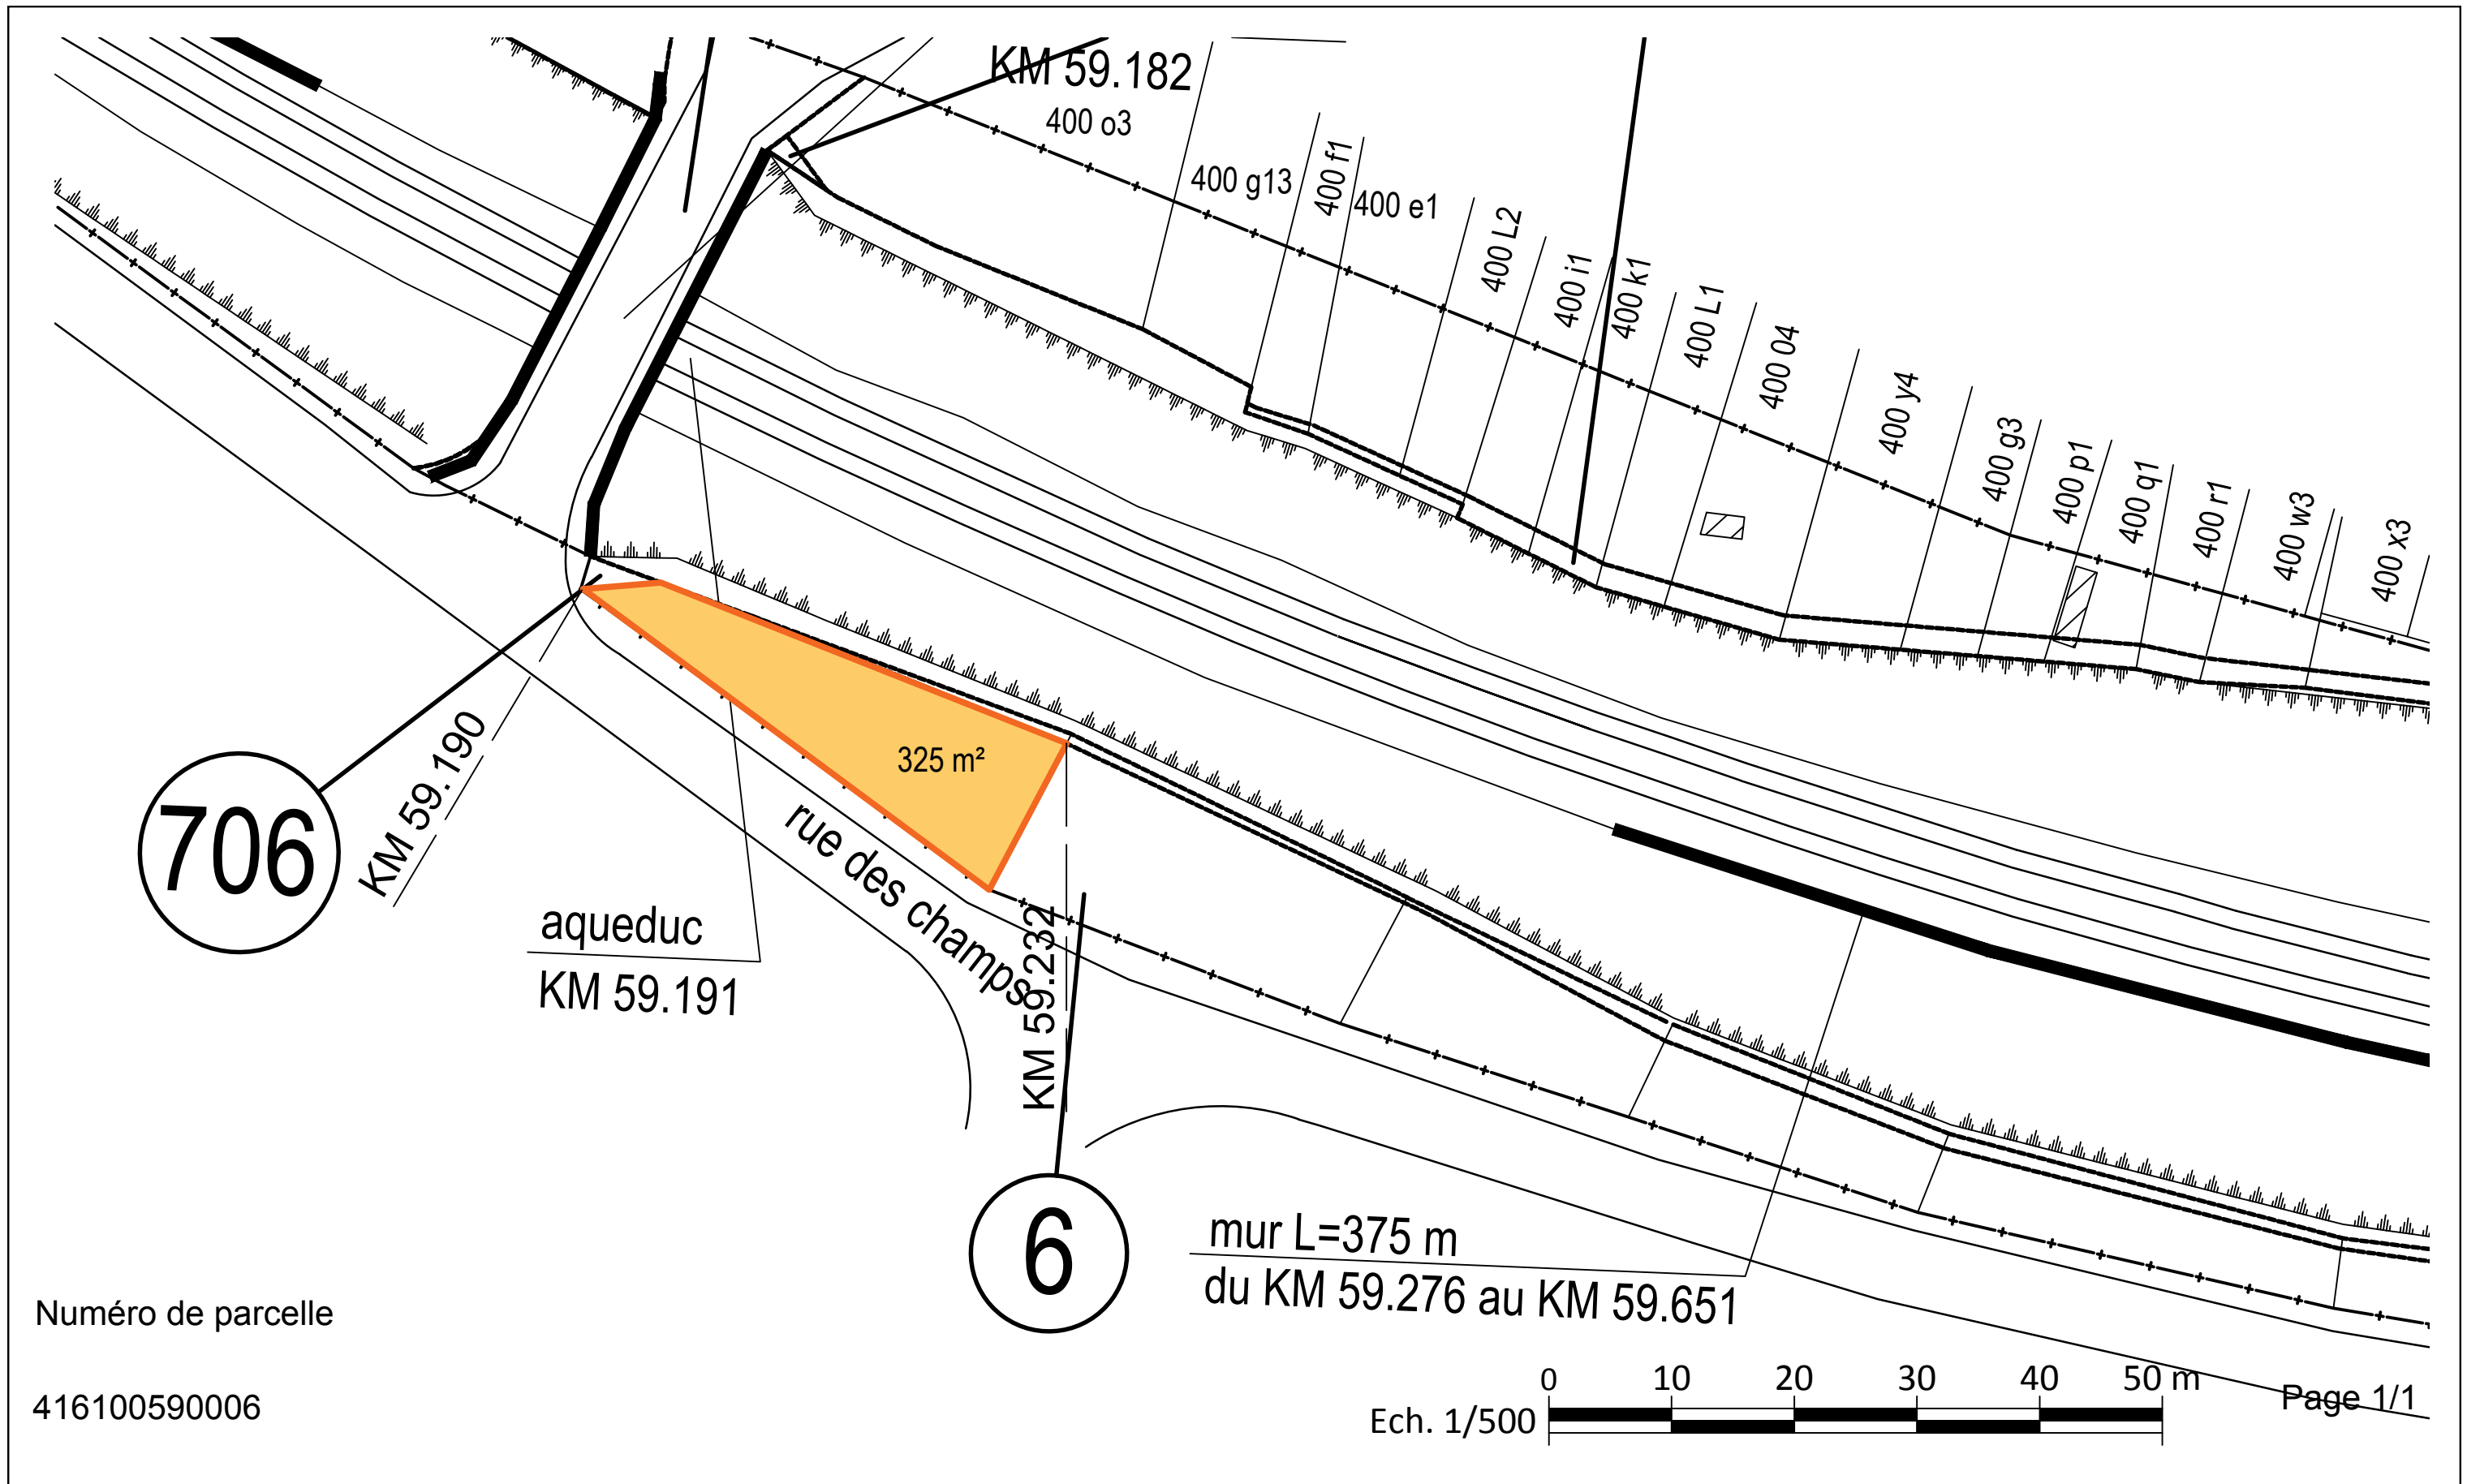 KM 59.182
400 o3
400 g13
400 f1
400 e1
400 L2
400 i1
400 k1
400 L1
400 04
400 y4
400 g3
400 p1
400 q1
400 r1
400 w3
400 x3
325 m²
706
KM 59.190
rue des champs
aqueduc
KM 59.191
KM 59.232
6
mur L=375 m
du KM 59.276 au KM 59.651
Numéro de parcelle
416100590006
0 10 20 30 40 50 m
Ech. 1/500
Page 1/1